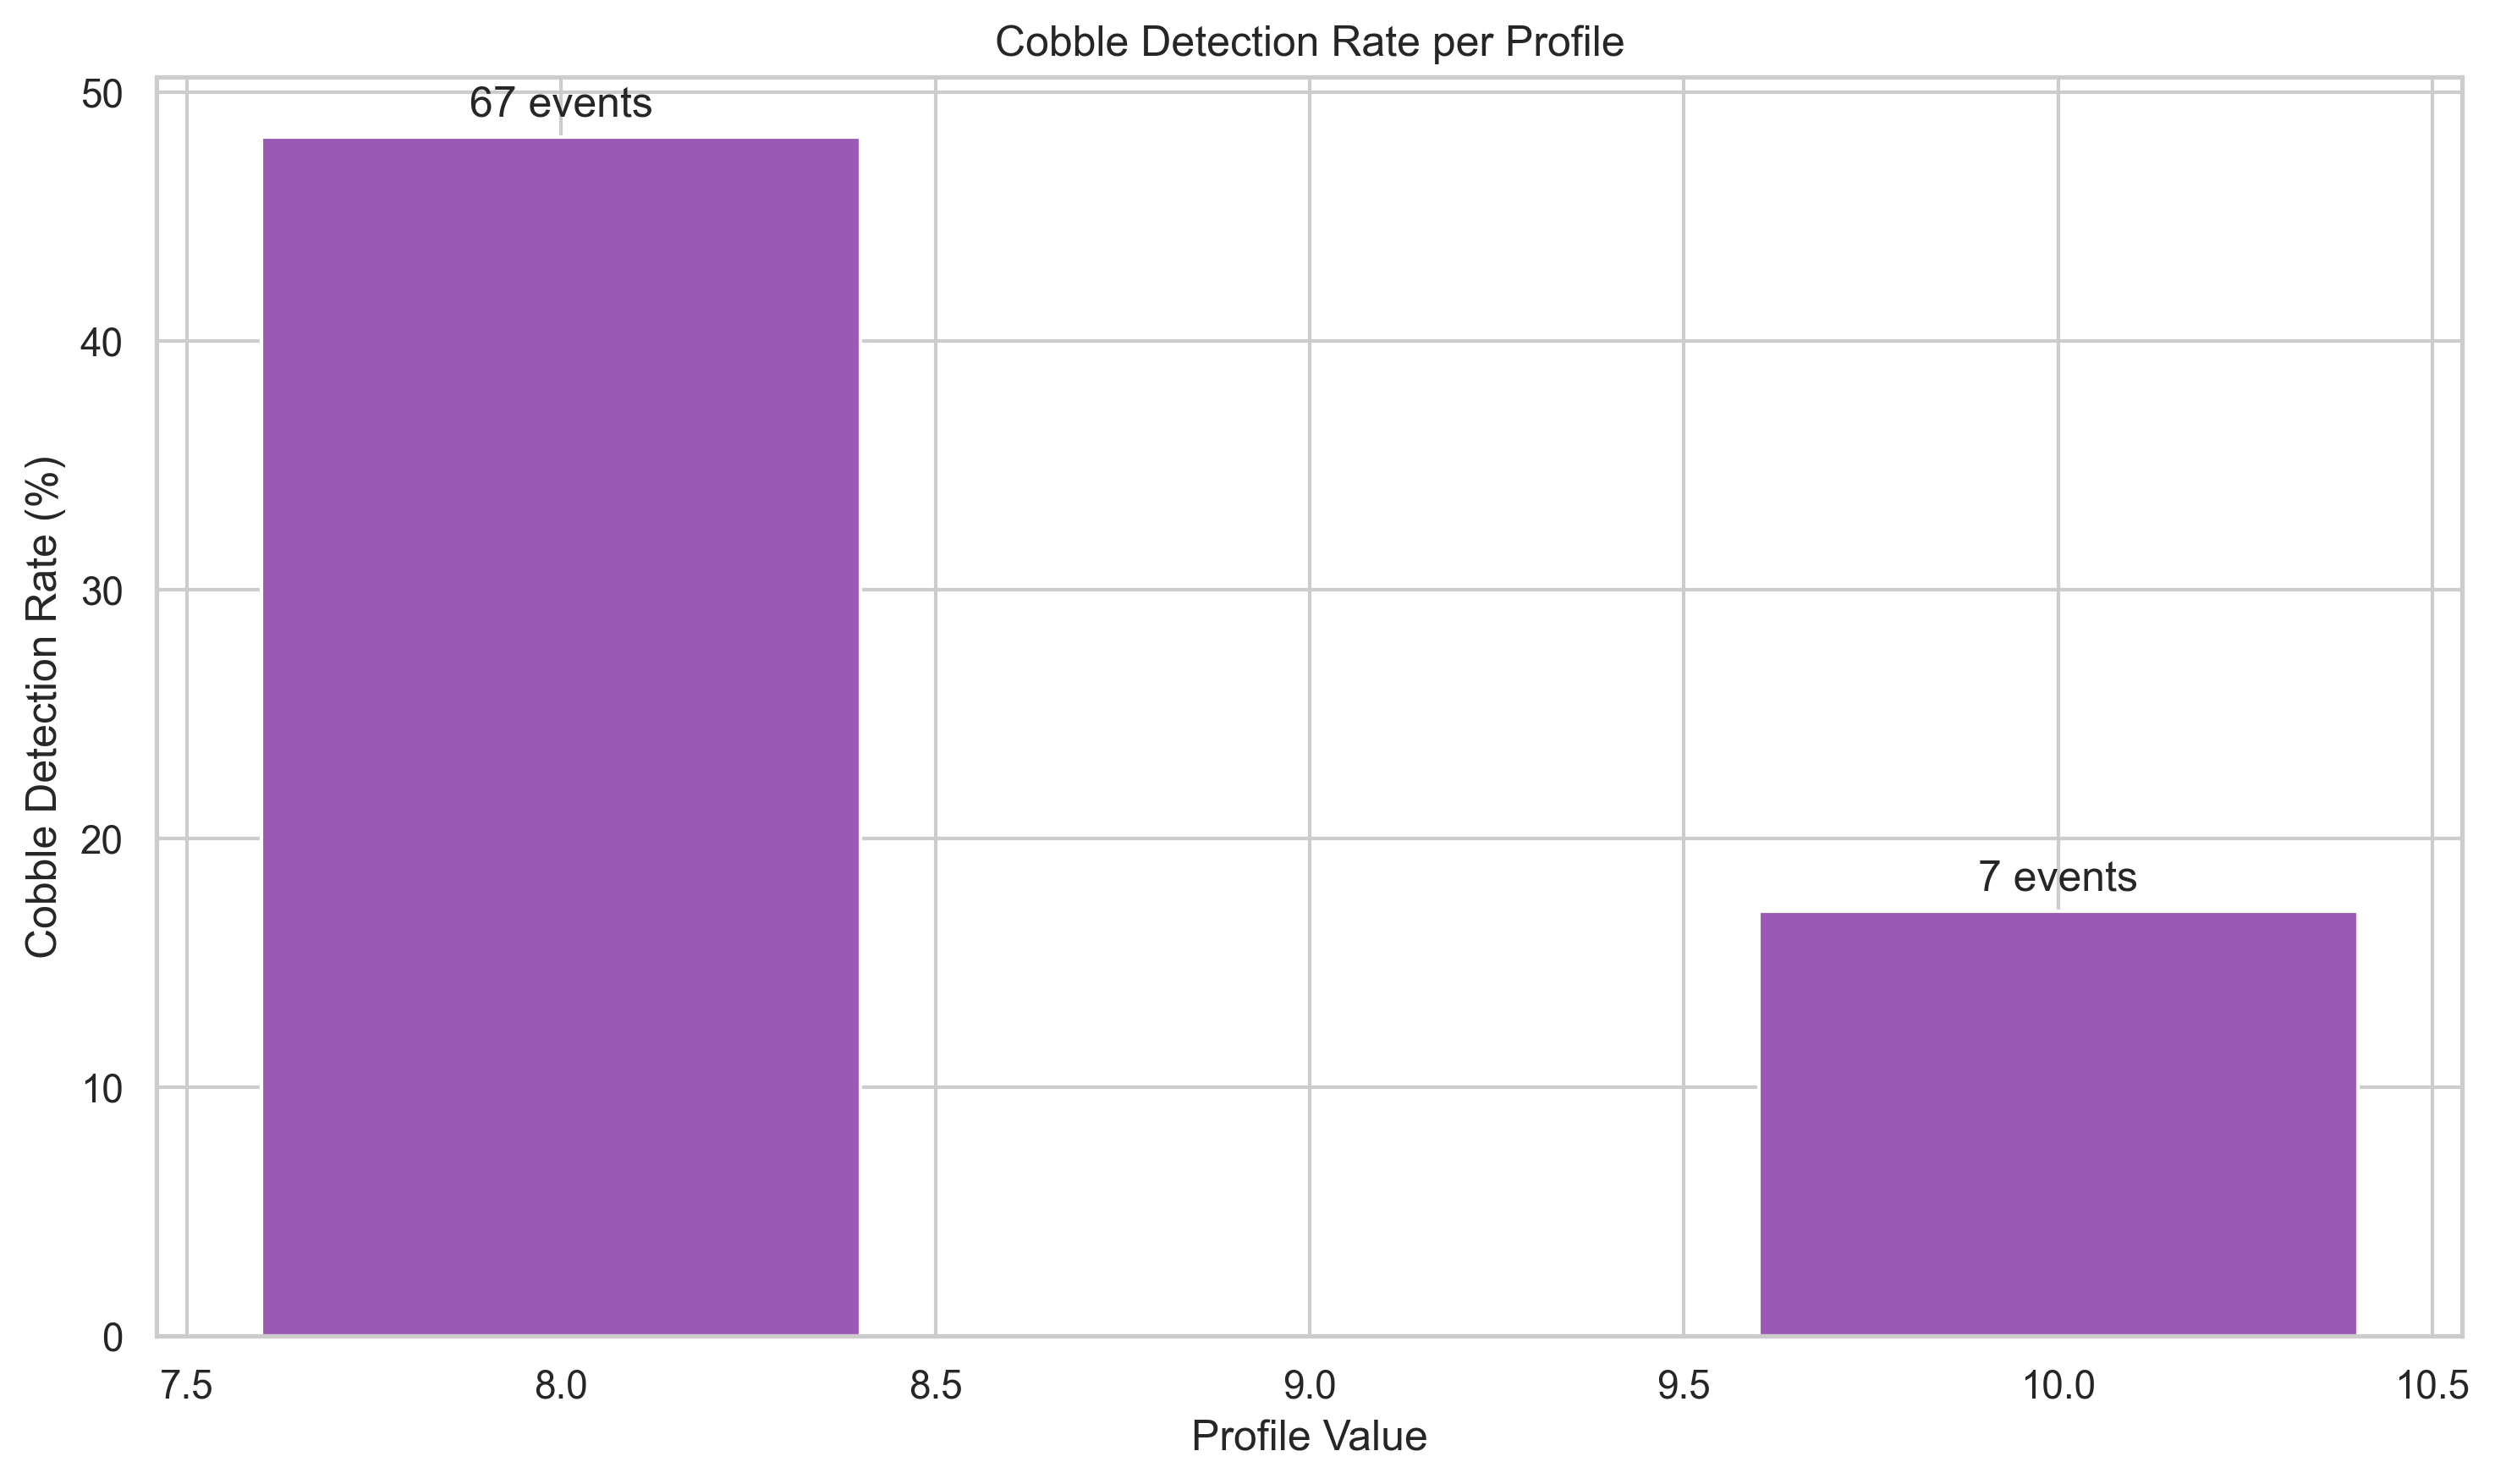 Cobble Detection Rate per Profile
50
67 events
40
Cobble Detection Rate (%)
30
20
7 events
10
0
7.5 8.0 8.5 9.0 9.5 10.0 10.5
Profile Value